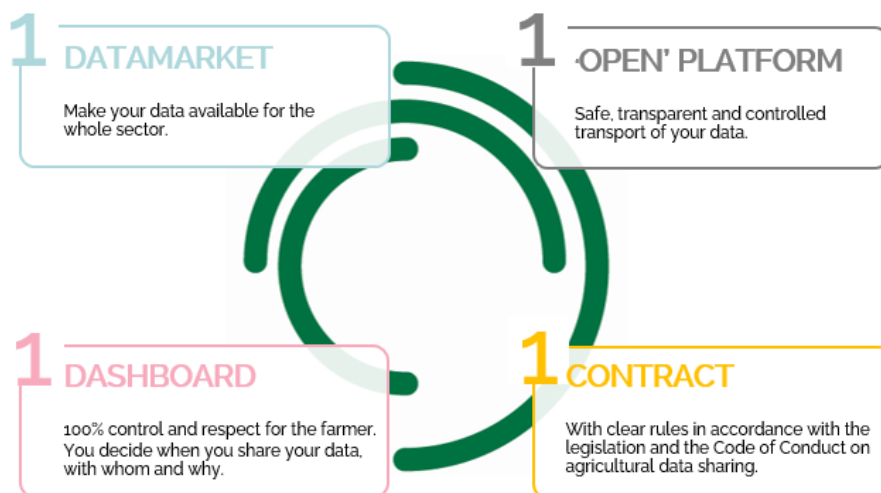 1 DATAMARKET
Make your data available for the
whole sector.
1 ‘OPEN’ PLATFORM
Safe, transparent and controlled
transport of your data.
1 DASHBOARD
100% control and respect for the farmer.
You decide when you share your data,
with whom and why.
1 CONTRACT
With clear rules in accordance with the
legislation and the Code of Conduct on
agricultural data sharing.